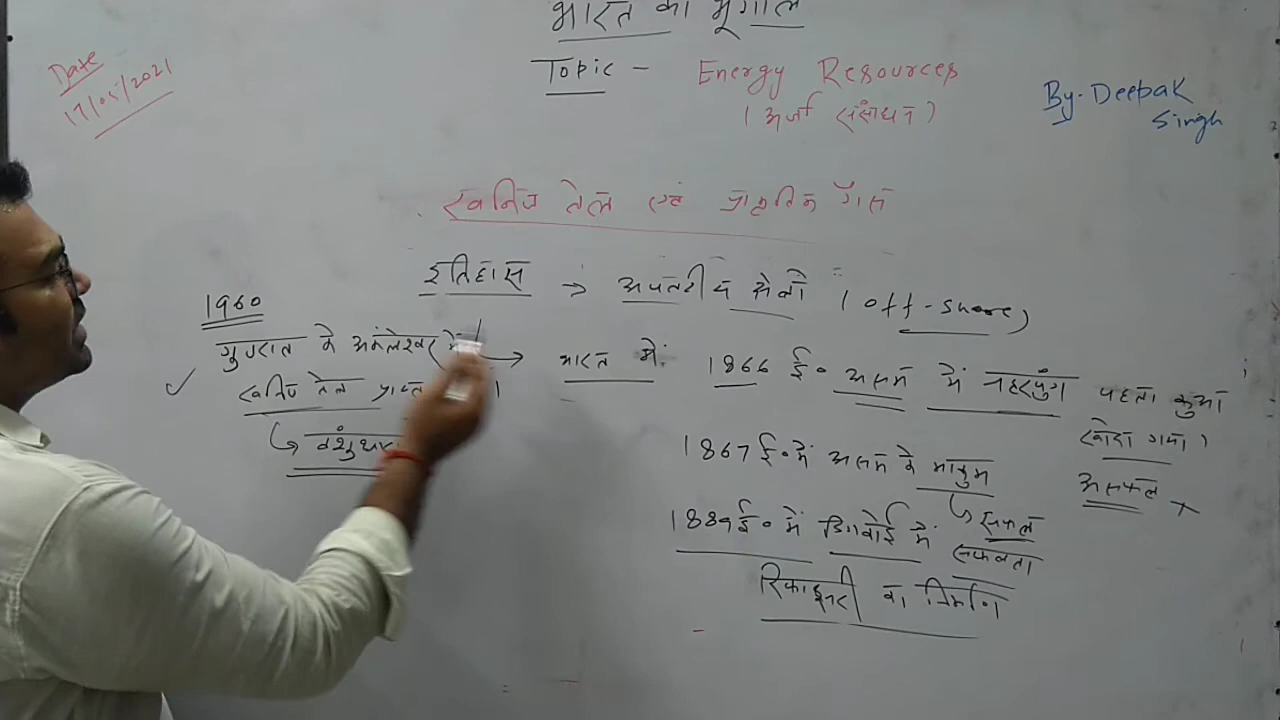 भारत का भूगोल
Date
17/05/2021
Topic - Energy Resources
(ऊर्जा संसाधन)
By. Deepak
Singh
खनिज तेल एवं प्राकृतिक गैस
इतिहास → अपतटीय क्षेत्रों (off-shore)
1960
गुजरात के अंकलेश्वर में
खनिज तेल प्राप्त
↳
→ भारत में 1866 ई० असम में नहरपुंग पहला कुआँ
(खोदा गया)
असफल ×
1867 ई० में असम के माकुम
↳ सफल
1889 ई० में डिगबोई में सफलता
रिफाइनरी का निर्माण